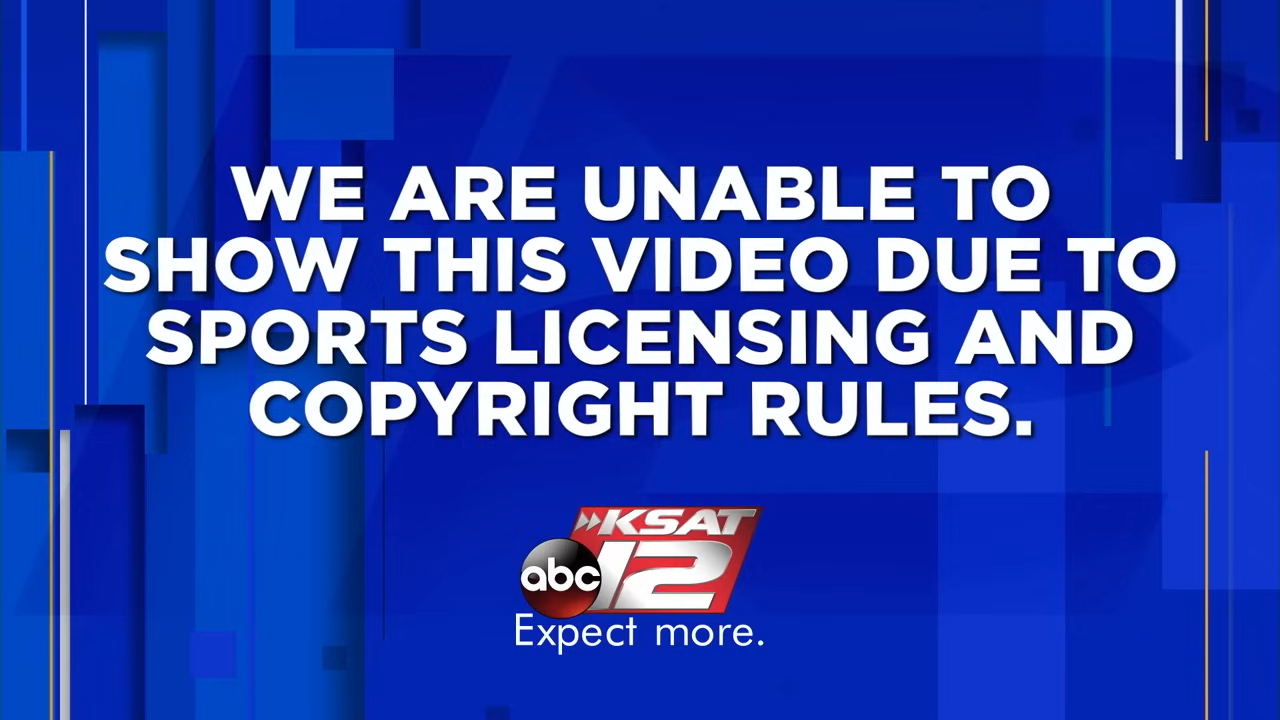 WE ARE UNABLE TO
SHOW THIS VIDEO DUE TO
SPORTS LICENSING AND
COPYRIGHT RULES.
KSAT
abc 12
Expect more.